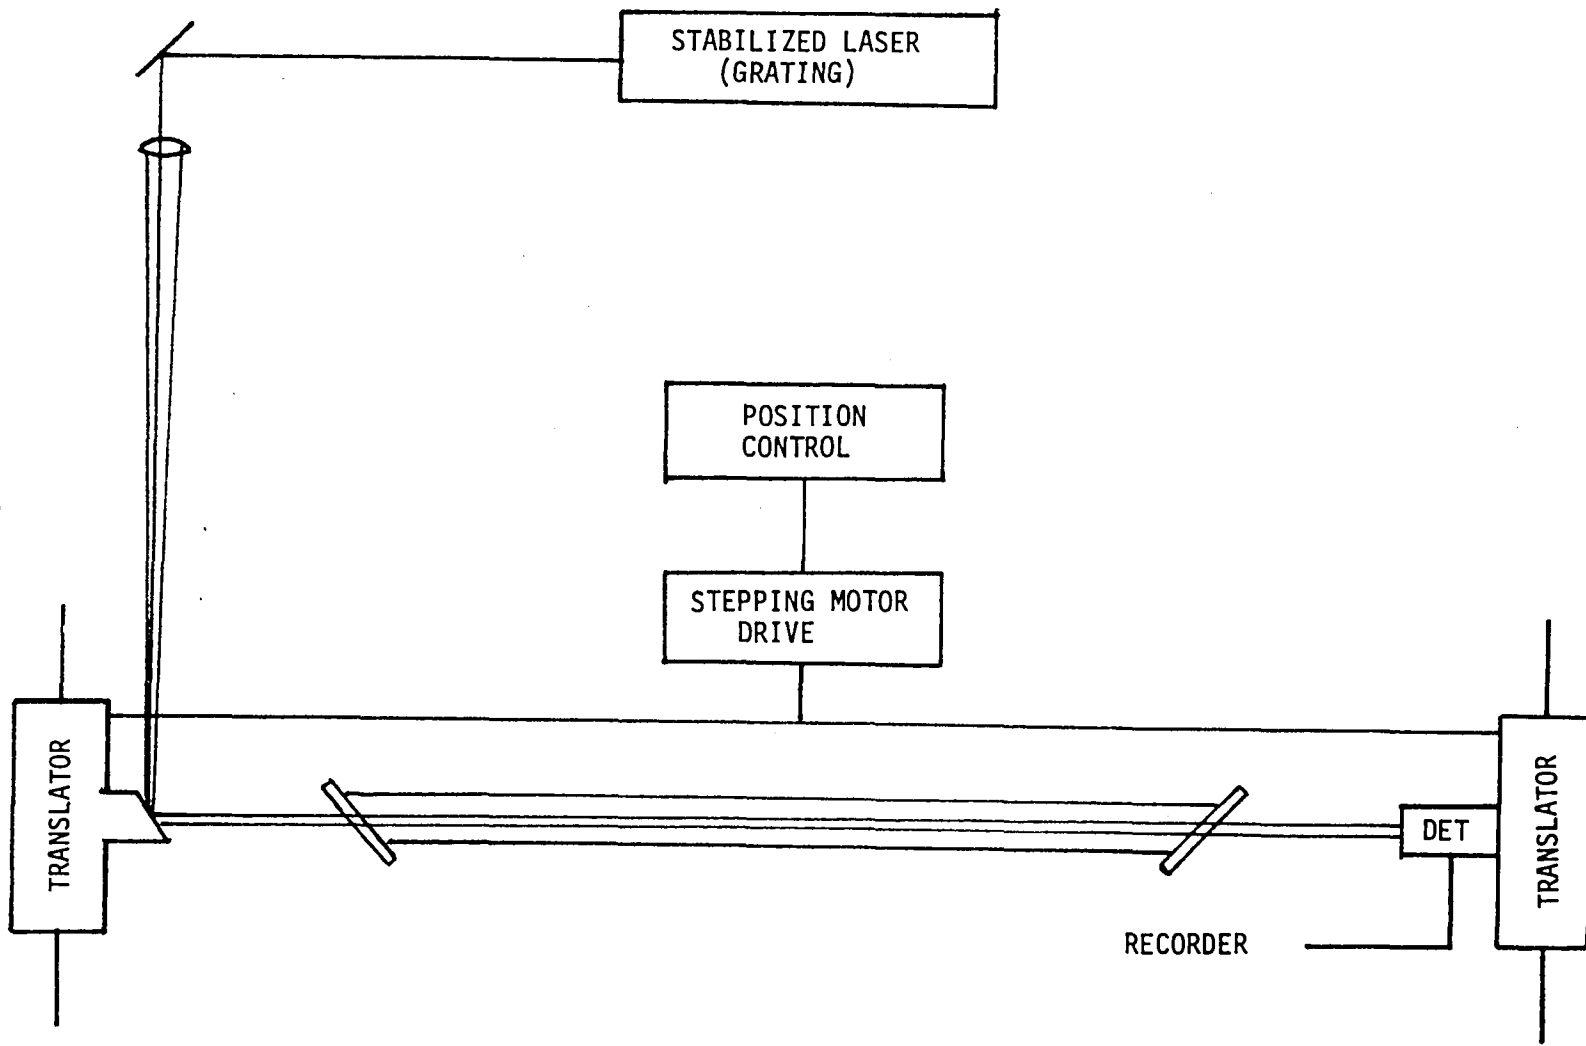 STABILIZED LASER
(GRATING)
POSITION
CONTROL
STEPPING MOTOR
DRIVE
TRANSLATOR
DET
TRANSLATOR
RECORDER